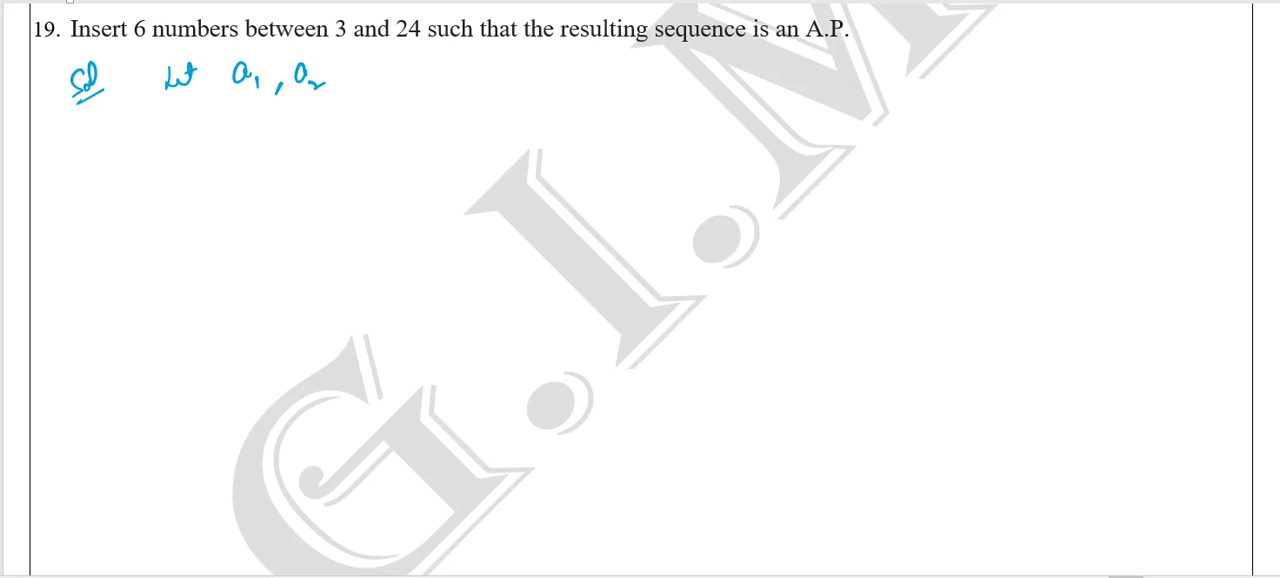 19. Insert 6 numbers between 3 and 24 such that the resulting sequence is an A.P.
Sol Let a₁, a₂
G.I.M